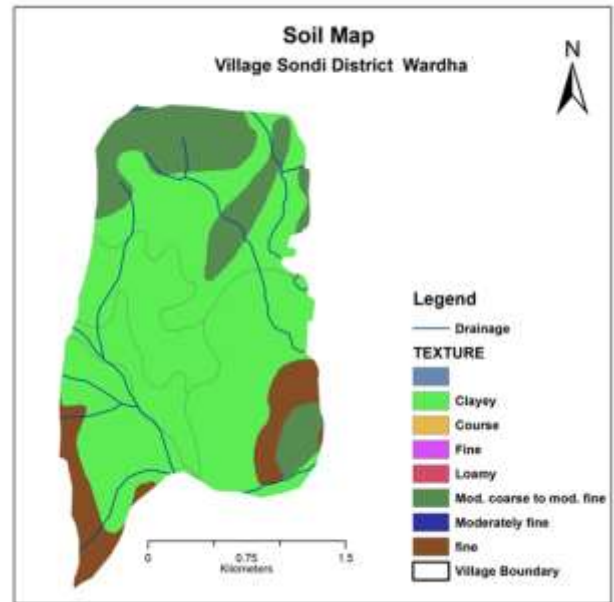 Soil Map
Village Sondi District Wardha
N
Legend
Drainage
TEXTURE
Clayey
Course
Fine
Loamy
Mod. coarse to mod. fine
Moderately fine
fine
Village Boundary
0 0.75 1.5
Kilometers